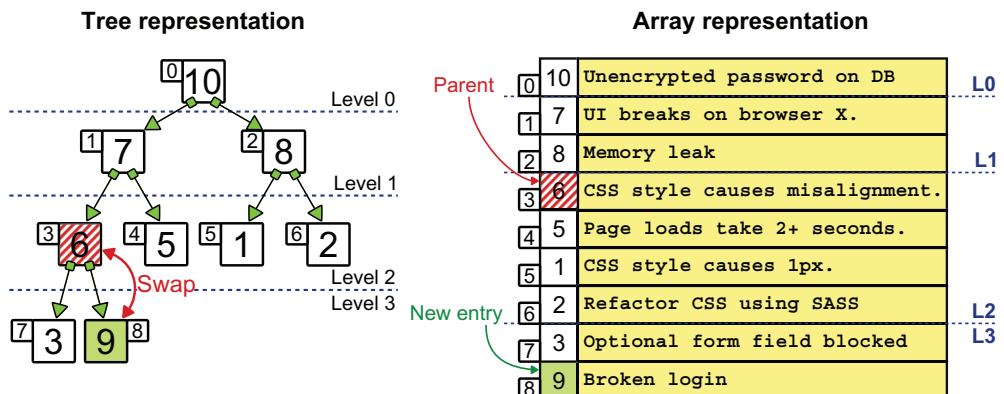 Tree representation
0 10
Level 0
1 7
2 8
Level 1
3 6
4 5
5 1
6 2
Swap
Level 2
Level 3
7 3
9 8
Array representation
Parent
New entry
0 10 Unencrypted password on DB
L0
1 7 UI breaks on browser X.
2 8 Memory leak
L1
3 6 CSS style causes misalignment.
4 5 Page loads take 2+ seconds.
5 1 CSS style causes 1px.
6 2 Refactor CSS using SASS
L2
L3
7 3 Optional form field blocked
8 9 Broken login